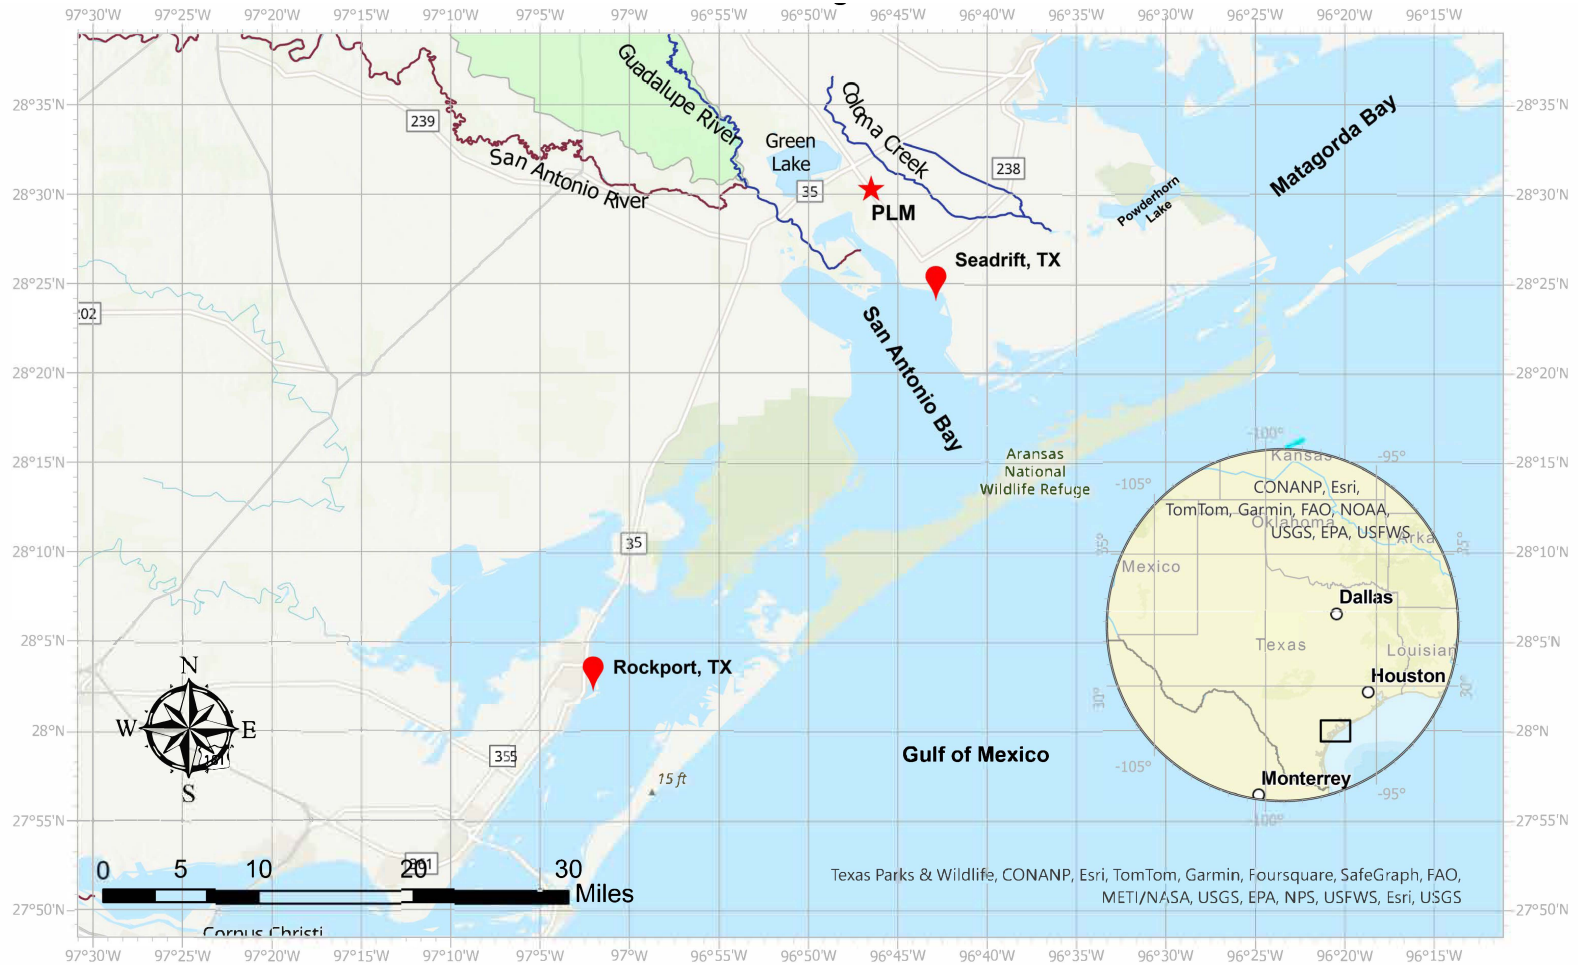 97°30'W 97°25'W 97°20'W 97°15'W 97°10'W 97°5'W 97°W 96°55'W 96°50'W 96°45'W 96°40'W 96°35'W 96°30'W 96°25'W 96°20'W 96°15'W
28°35'N
28°30'N
28°25'N
28°20'N
28°15'N
28°10'N
28°5'N
28°N
27°55'N
27°50'N
239
San Antonio River
Guadalupe River
Green
Lake
35
Coloma Creek
238
PLM
Powderhorn
Lake
Matagorda Bay
Seadrift, TX
:02
San Antonio Bay
Aransas
National
Wildlife Refuge
35
Rockport, TX
355
15 ft
Gulf of Mexico
N
W
E
S
181
361
0 5 10 20 30
Miles
Corpus Christi
-100°
Kansas
-95°
-105°
CONANP, Esri,
TomTom, Garmin, FAO, NOAA,
Oklahoma
USGS, EPA, USFWS
Arka
35°
35°
Mexico
Dallas
Texas
Louisian
Houston
30°
30°
-105°
Monterrey
-95°
-100°
Texas Parks & Wildlife, CONANP, Esri, TomTom, Garmin, Foursquare, SafeGraph, FAO,
METI/NASA, USGS, EPA, NPS, USFWS, Esri, USGS
28°35'N
28°30'N
28°25'N
28°20'N
28°15'N
28°10'N
28°5'N
28°N
27°55'N
27°50'N
97°30'W 97°25'W 97°20'W 97°15'W 97°10'W 97°5'W 97°W 96°55'W 96°50'W 96°45'W 96°40'W 96°35'W 96°30'W 96°25'W 96°20'W 96°15'W